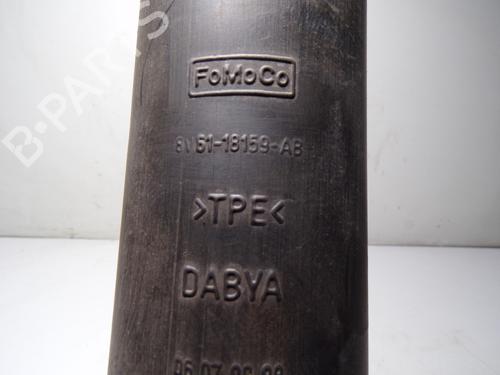 FoMoCo
8V61-18159-AB
>TPE<
DABYA
B-PARTS